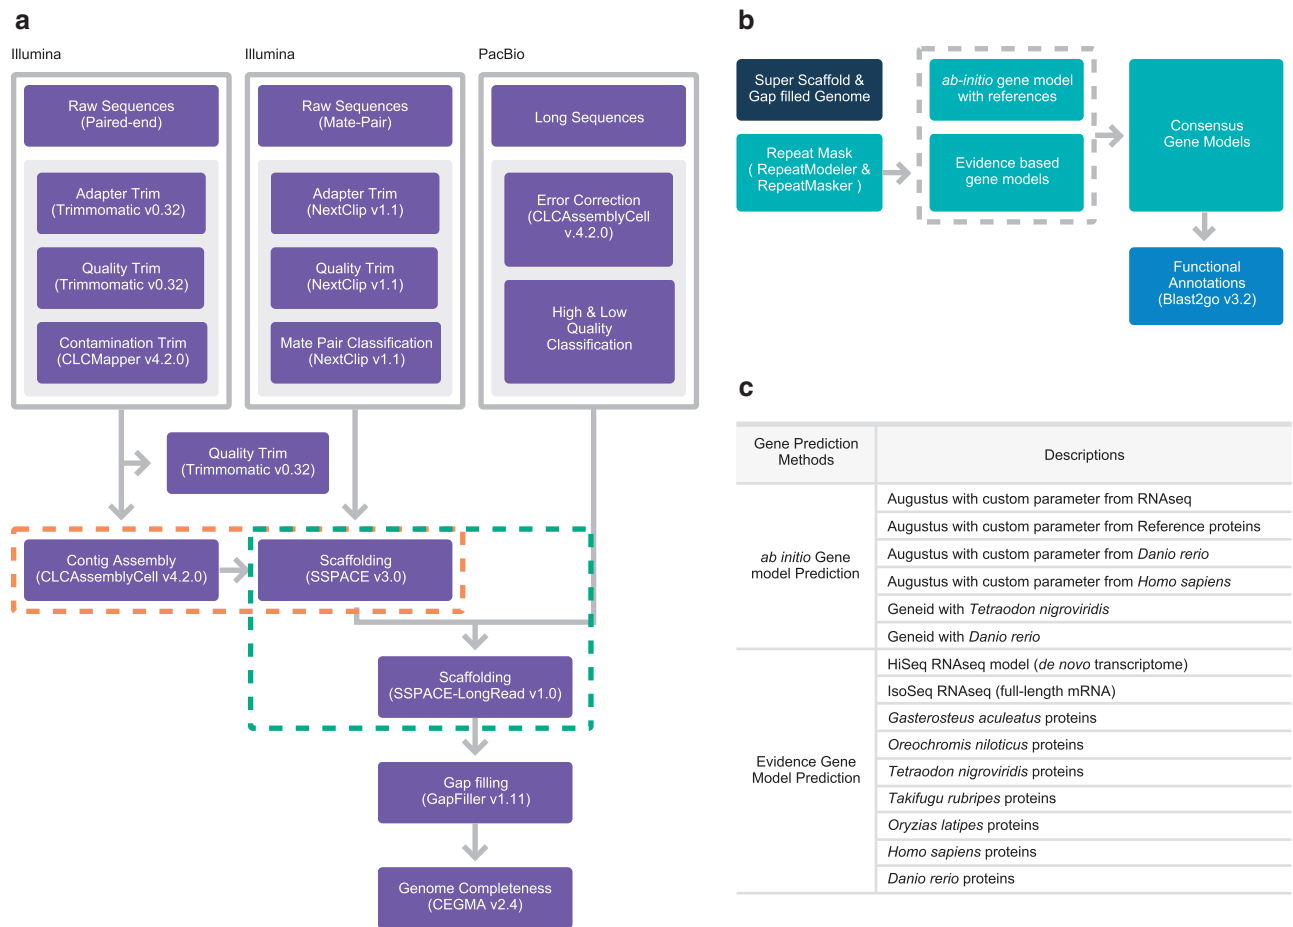 a
Illumina
Raw Sequences
(Paired-end)
Adapter Trim
(Trimmomatic v0.32)
Quality Trim
(Trimmomatic v0.32)
Contamination Trim
(CLCMapper v4.2.0)
Illumina
Raw Sequences
(Mate-Pair)
Adapter Trim
(NextClip v1.1)
Quality Trim
(NextClip v1.1)
Mate Pair Classification
(NextClip v1.1)
PacBio
Long Sequences
Error Correction
(CLCAssemblyCell
v.4.2.0)
High & Low
Quality
Classification
Quality Trim
(Trimmomatic v0.32)
Contig Assembly
(CLCAssemblyCell v4.2.0)
Scaffolding
(SSPACE v3.0)
Scaffolding
(SSPACE-LongRead v1.0)
Gap filling
(GapFiller v1.11)
Genome Completeness
(CEGMA v2.4)
b
Super Scaffold &
Gap filled Genome
Repeat Mask
( RepeatModeler &
RepeatMasker )
ab-initio gene model
with references
Evidence based
gene models
Consensus
Gene Models
Functional
Annotations
(Blast2go v3.2)
c
Gene Prediction
Methods
Descriptions
ab initio Gene
model Prediction
Augustus with custom parameter from RNAseq
Augustus with custom parameter from Reference proteins
Augustus with custom parameter from Danio rerio
Augustus with custom parameter from Homo sapiens
Geneid with Tetraodon nigroviridis
Geneid with Danio rerio
Evidence Gene
Model Prediction
HiSeq RNAseq model (de novo transcriptome)
IsoSeq RNAseq (full-length mRNA)
Gasterosteus aculeatus proteins
Oreochromis niloticus proteins
Tetraodon nigroviridis proteins
Takifugu rubripes proteins
Oryzias latipes proteins
Homo sapiens proteins
Danio rerio proteins